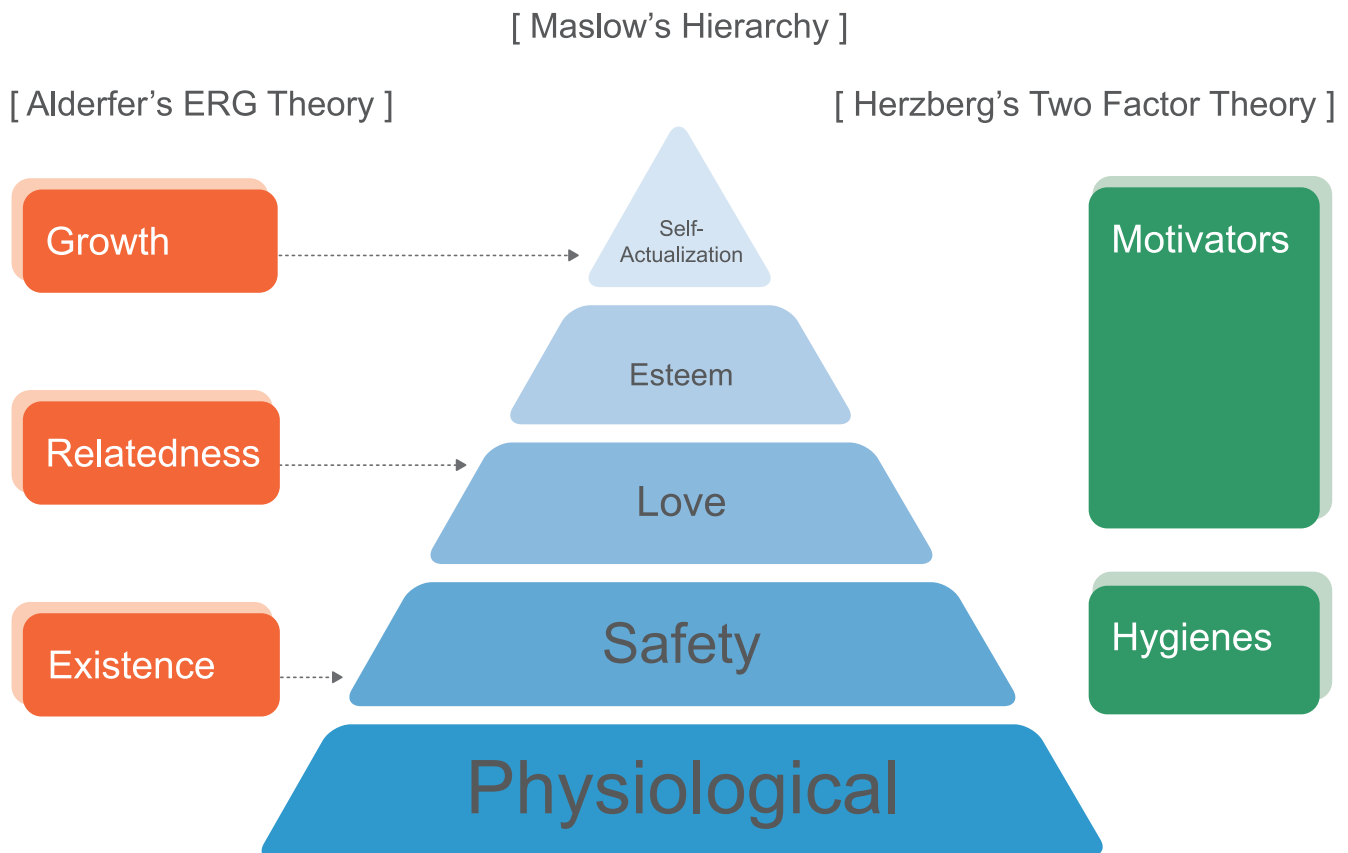 [ Maslow’s Hierarchy ]
[ Alderfer’s ERG Theory ]
[ Herzberg’s Two Factor Theory ]
Growth
Self-
Actualization
Motivators
Esteem
Relatedness
Love
Existence
Safety
Hygienes
Physiological